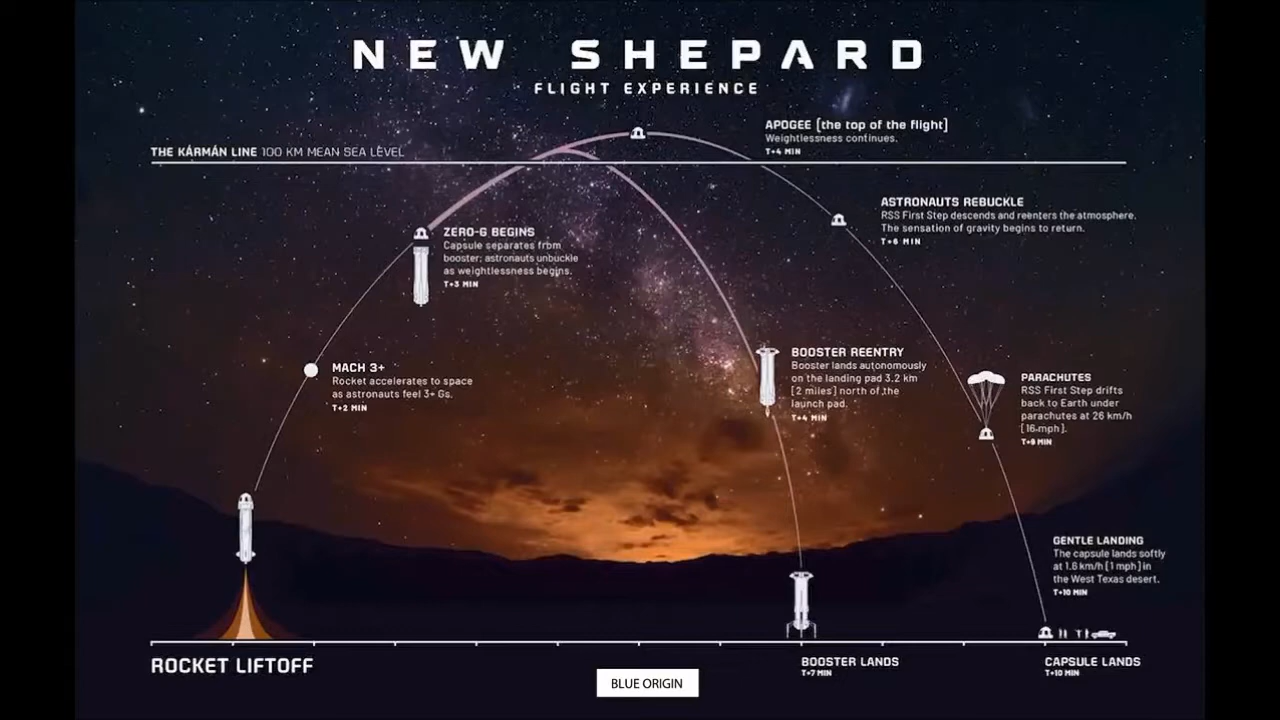 NEW SHEPARD
FLIGHT EXPERIENCE
APOGEE [the top of the flight]
Weightlessness continues.
T+4 MIN
THE KÁRMÁN LINE 100 KM MEAN SEA LEVEL
ASTRONAUTS REBUCKLE
RSS First Step descends and reenters the atmosphere.
The sensation of gravity begins to return.
T+6 MIN
ZERO-G BEGINS
Capsule separates from
booster; astronauts unbuckle
as weightlessness begins.
T+3 MIN
MACH 3+
Rocket accelerates to space
as astronauts feel 3+ Gs.
T+2 MIN
BOOSTER REENTRY
Booster lands autonomously
on the landing pad 3.2 km
[2 miles] north of the
launch pad.
T+4 MIN
PARACHUTES
RSS First Step drifts
back to Earth under
parachutes at 26 km/h
[16 mph].
T+9 MIN
GENTLE LANDING
The capsule lands softly
at 1.6 km/h [1 mph] in
the West Texas desert.
T+10 MIN
ROCKET LIFTOFF
BOOSTER LANDS
T+7 MIN
CAPSULE LANDS
T+10 MIN
BLUE ORIGIN